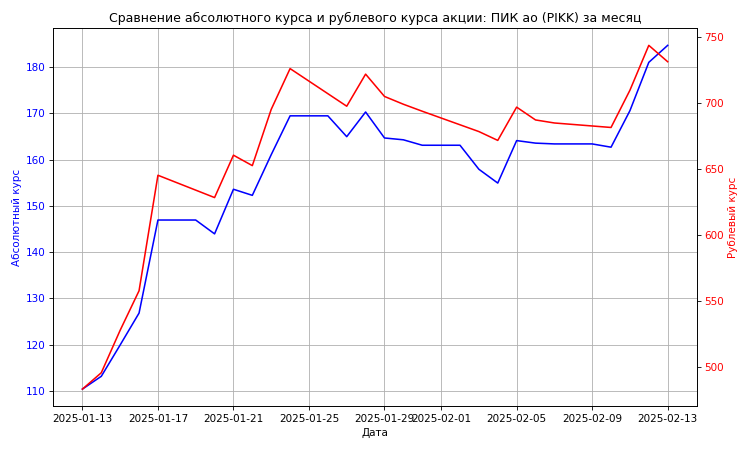 Сравнение абсолютного курса и рублевого курса акции: ПИК ао (PIKK) за месяц
Абсолютный курс
180
170
160
150
140
130
120
110
750
700
650
600
550
500
Рублевый курс
2025-01-13 2025-01-17 2025-01-21 2025-01-25 2025-01-29 2025-02-01 2025-02-05 2025-02-09 2025-02-13
Дата